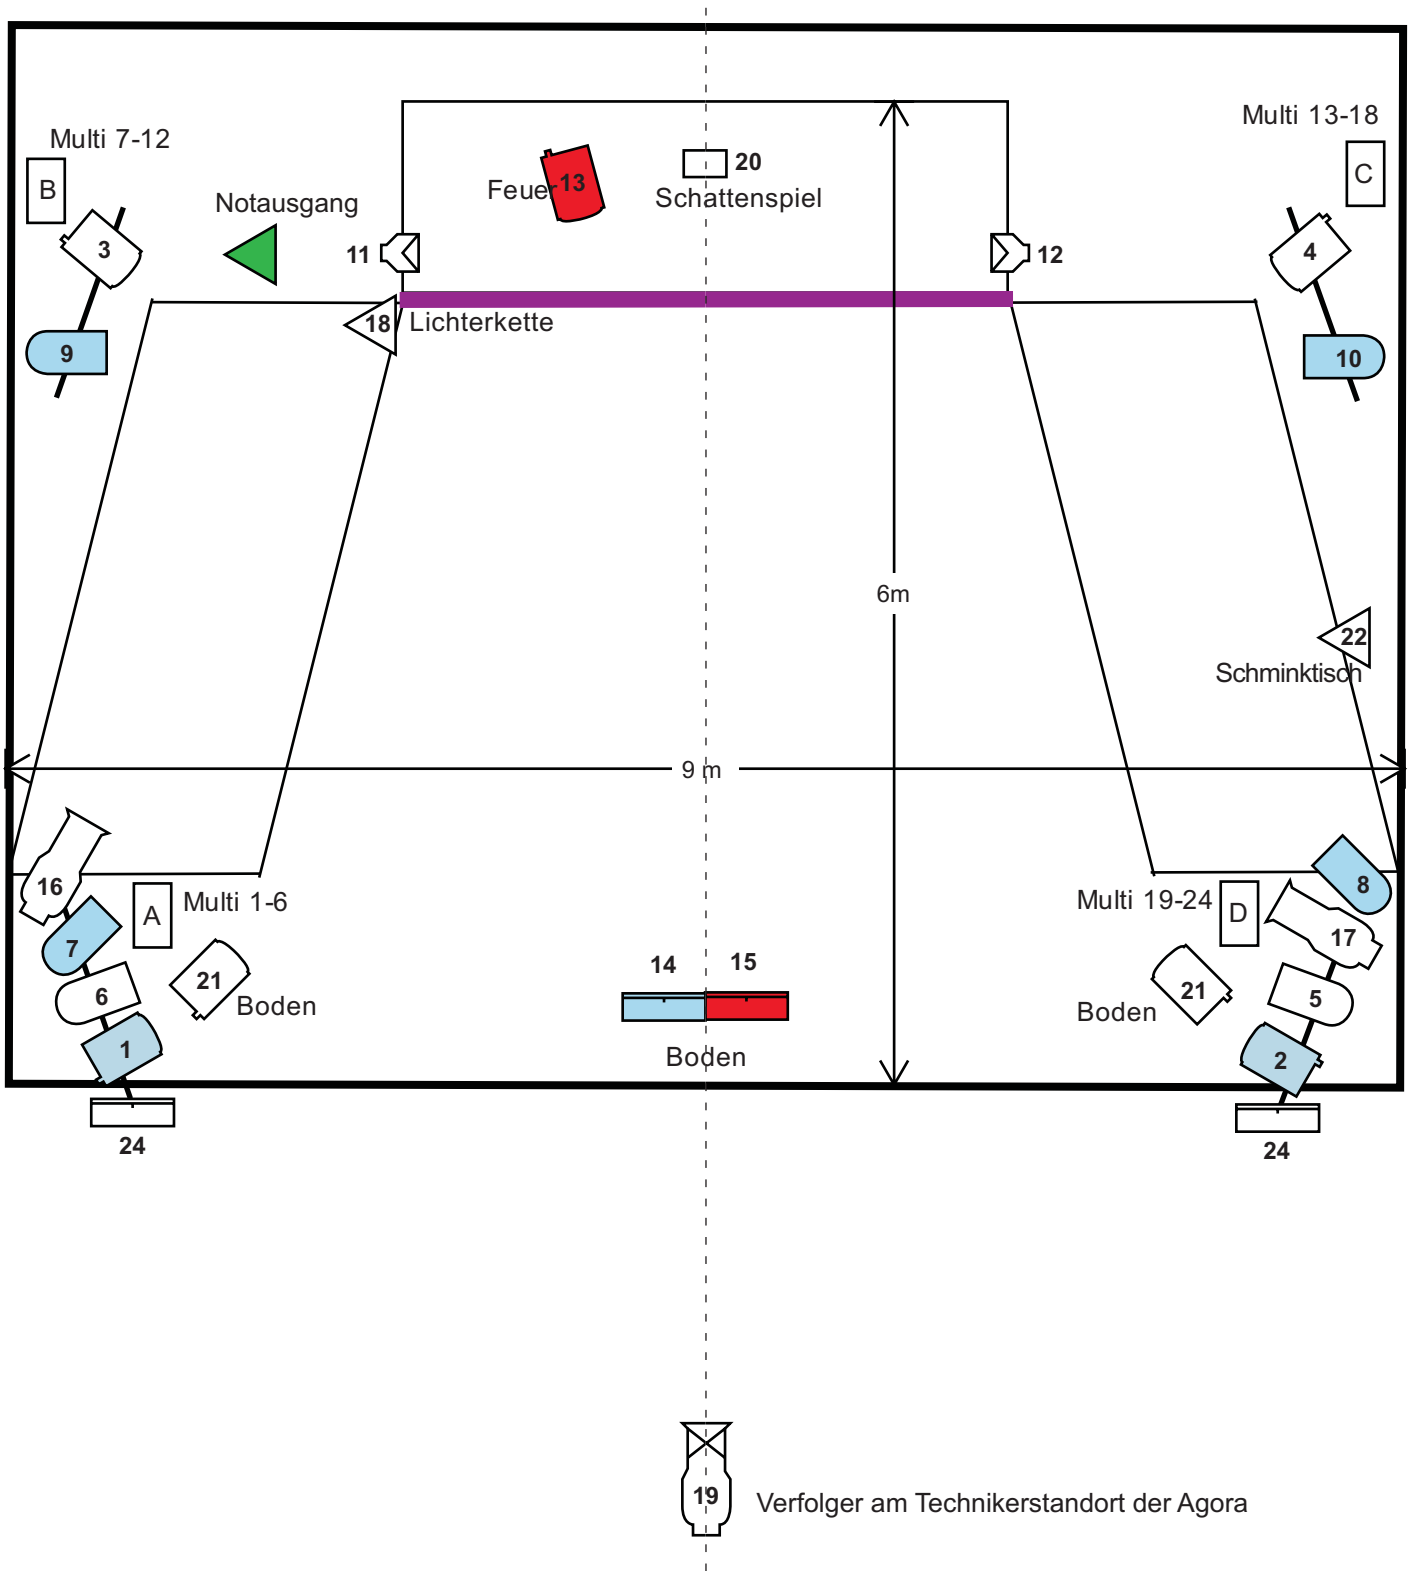 Multi 13-18
Multi 7-12
B
C
20
Feuer
13
Schattenspiel
Notausgang
3
11
12
4
18
Lichterkette
9
10
6m
22
Schminktisch
9 m
16
A
Multi 1-6
Multi 19-24
D
8
7
17
6
21
Boden
14
15
21
Boden
5
1
Boden
2
24
24
19
Verfolger am Technikerstandort der Agora